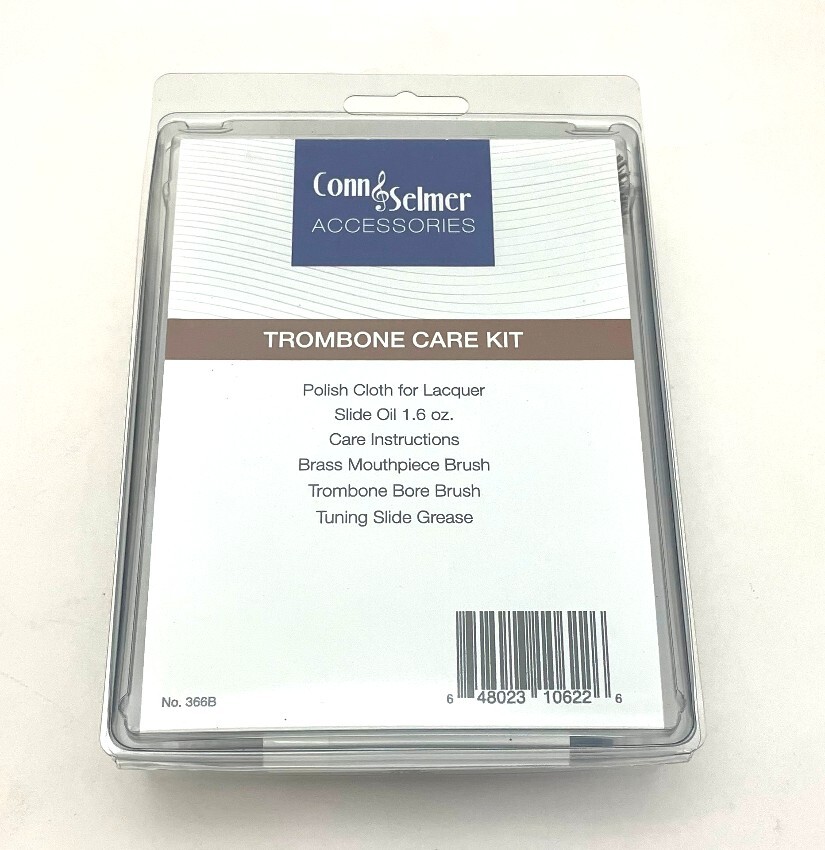 Conn Selmer
ACCESSORIES
TROMBONE CARE KIT
Polish Cloth for Lacquer
Slide Oil 1.6 oz.
Care Instructions
Brass Mouthpiece Brush
Trombone Bore Brush
Tuning Slide Grease
No. 366B
6 48023 10622 6